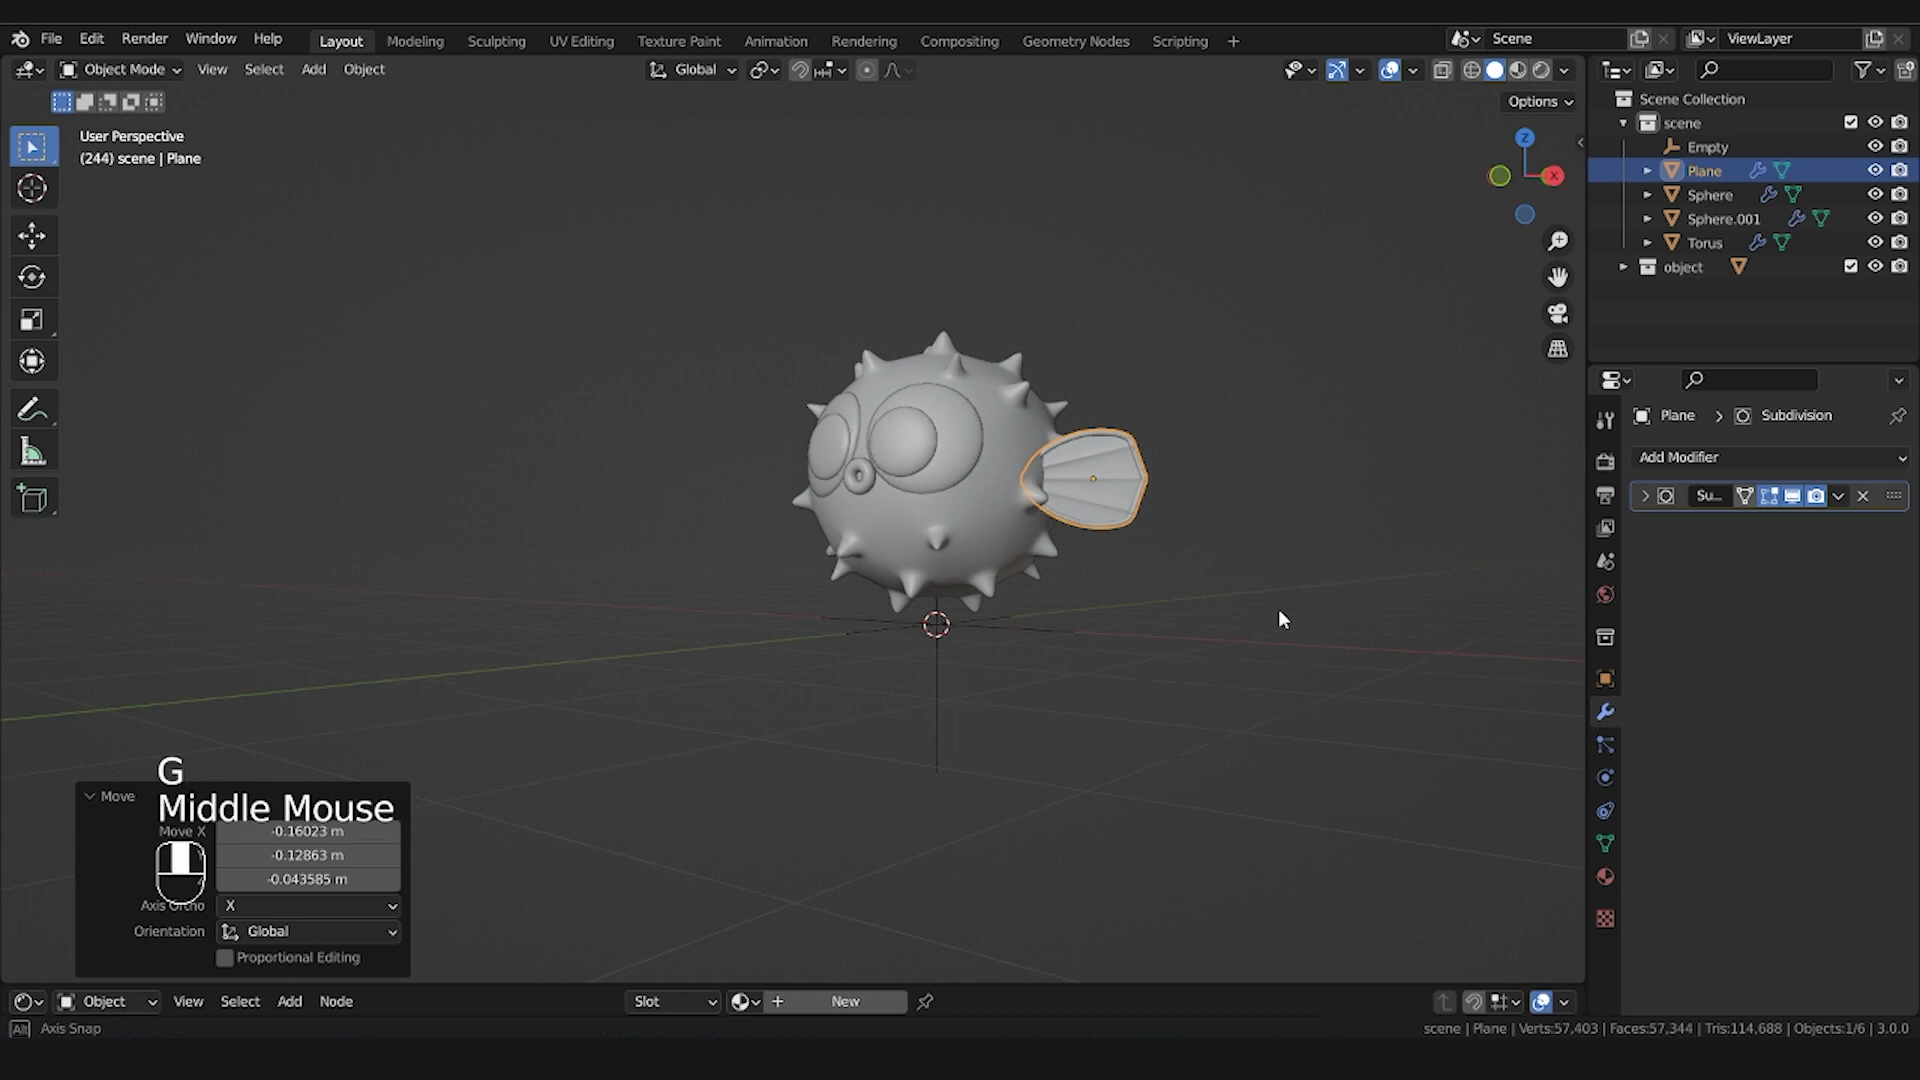 File Edit Render Window Help Layout Modeling Sculpting UV Editing Texture Paint Animation Rendering Compositing Geometry Nodes Scripting + Scene ViewLayer
Object Mode View Select Add Object Global
Options
User Perspective
(244) scene | Plane
Z
X
Scene Collection
scene
Empty
Plane
Sphere
Sphere.001
Torus
object
Plane > Subdivision
Add Modifier
Su...
G
Middle Mouse
Move
Move X -0.16023 m
-0.12863 m
-0.043585 m
Axis Ortho X
Orientation Global
Proportional Editing
Object View Select Add Node Slot New
Alt Axis Snap
scene | Plane | Verts:57,403 | Faces:57,344 | Tris:114,688 | Objects:1/6 | 3.0.0